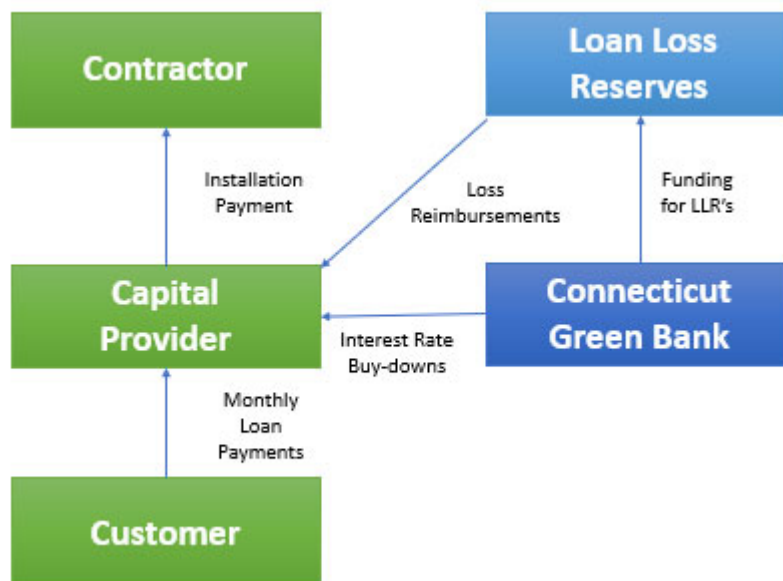 Contractor
Loan Loss
Reserves
Installation
Payment
Loss
Reimbursements
Funding
for LLR's
Capital
Provider
Connecticut
Green Bank
Interest Rate
Buy-downs
Monthly
Loan
Payments
Customer